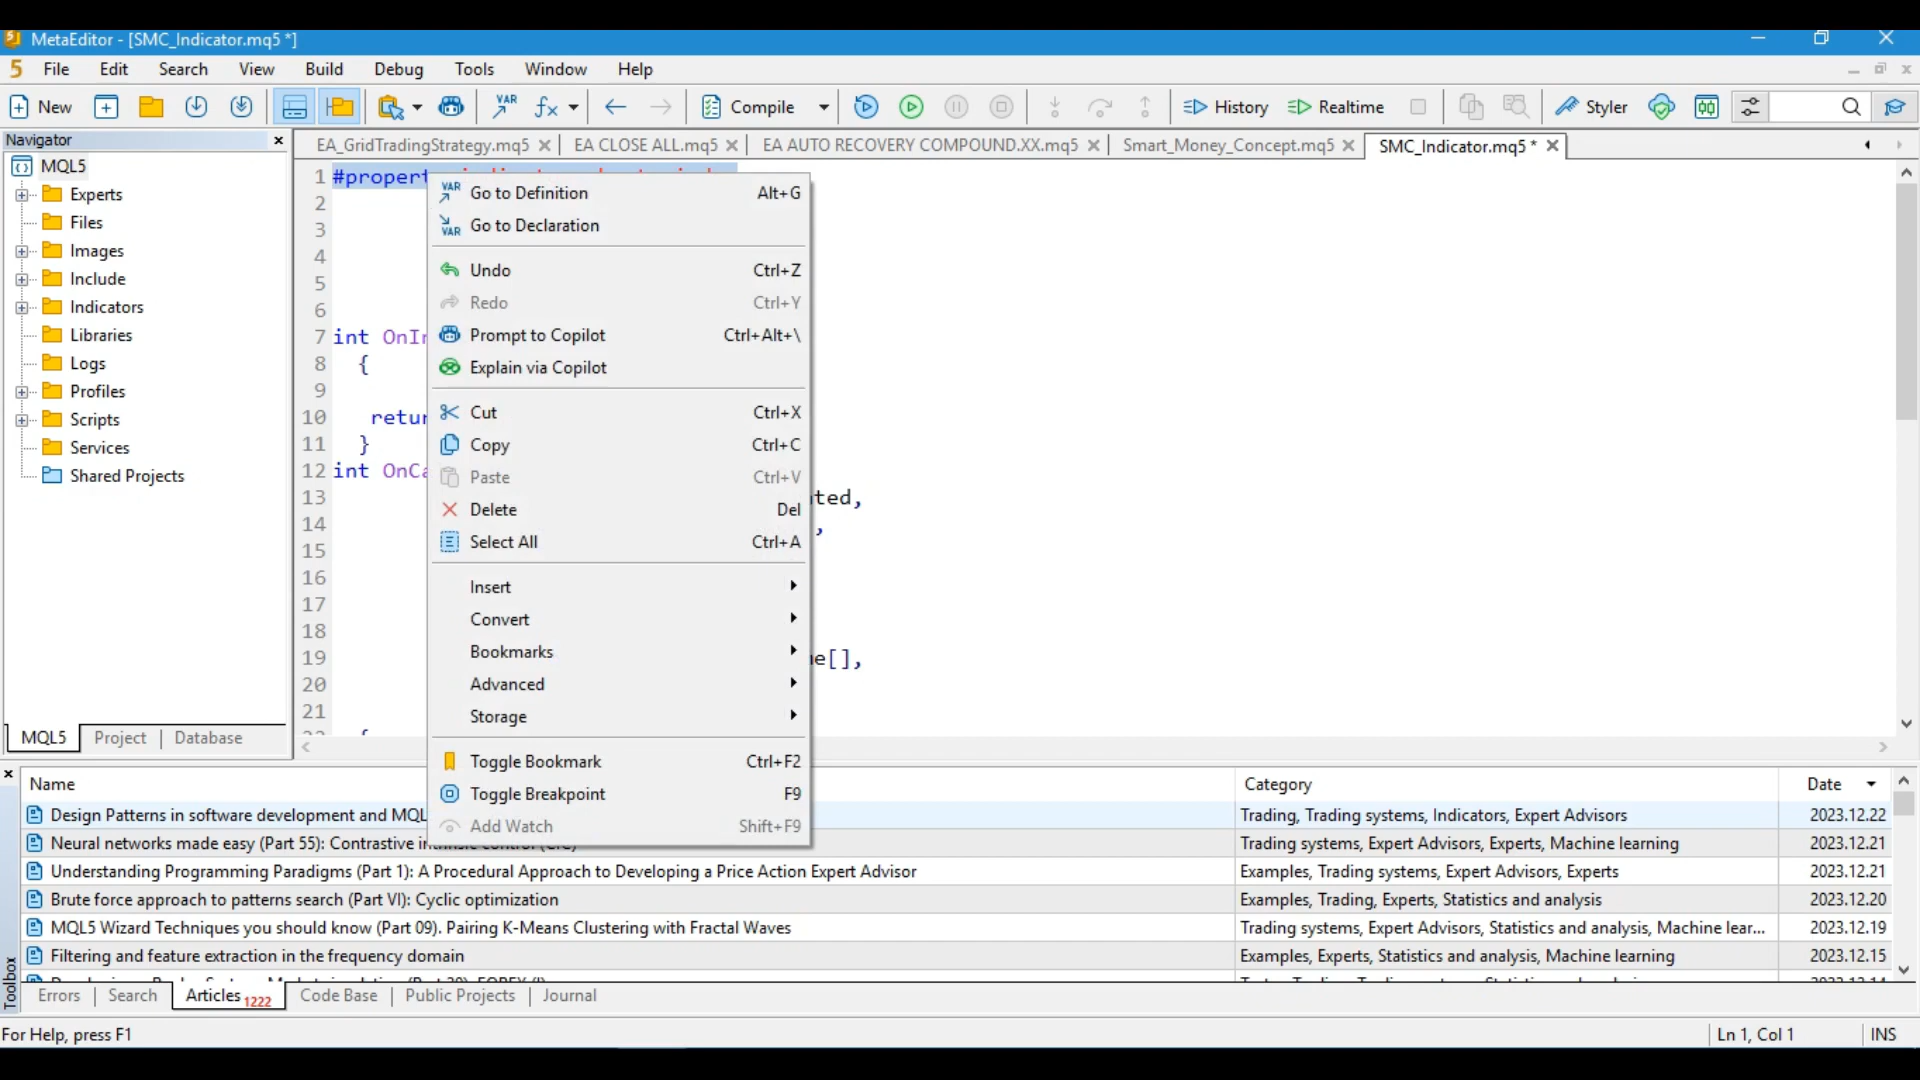 MetaEditor - [SMC_Indicator.mq5 *]
File Edit Search View Build Debug Tools Window Help
New VAR Compile History Realtime Styler
Navigator
EA_GridTradingStrategy.mq5 EA CLOSE ALL.mq5 EA AUTO RECOVERY COMPOUND.XX.mq5 Smart_Money_Concept.mq5 SMC_Indicator.mq5 *
MQL5
Experts
Files
Images
Include
Indicators
Libraries
Logs
Profiles
Scripts
Services
Shared Projects
MQL5 Project Database
1
2
3
4
5
6
7 int
8 {
9
10
11 }
12 int
13
14 ,
15
16
17
18
19
20
21
Go to Definition Alt+G
Go to Declaration
Undo Ctrl+Z
Redo Ctrl+Y
Prompt to Copilot Ctrl+Alt+\
Explain via Copilot
Cut Ctrl+X
Copy Ctrl+C
Paste Ctrl+V
Delete Del
Select All Ctrl+A
Insert
Convert
Bookmarks
Advanced
Storage
Toggle Bookmark Ctrl+F2
Toggle Breakpoint F9
Add Watch Shift+F9
Name Category Date
Design Patterns in software development and Trading, Trading systems, Indicators, Expert Advisors 2023.12.22
Neural networks made easy (Part 55): Contrastive Trading systems, Expert Advisors, Experts, Machine learning 2023.12.21
Understanding Programming Paradigms (Part 1): A Procedural Approach to Developing a Price Action Expert Advisor Examples, Trading systems, Expert Advisors, Experts 2023.12.21
Brute force approach to patterns search (Part VI): Cyclic optimization Examples, Trading, Experts, Statistics and analysis 2023.12.20
MQL5 Wizard Techniques you should know (Part 09). Pairing K-Means Clustering with Fractal Waves Trading systems, Expert Advisors, Statistics and analysis, Machine lear... 2023.12.19
Filtering and feature extraction in the frequency domain Examples, Experts, Statistics and analysis, Machine learning 2023.12.15
Toolbox
Errors Search Articles 1222 Code Base Public Projects Journal
For Help, press F1 Ln 1, Col 1 INS